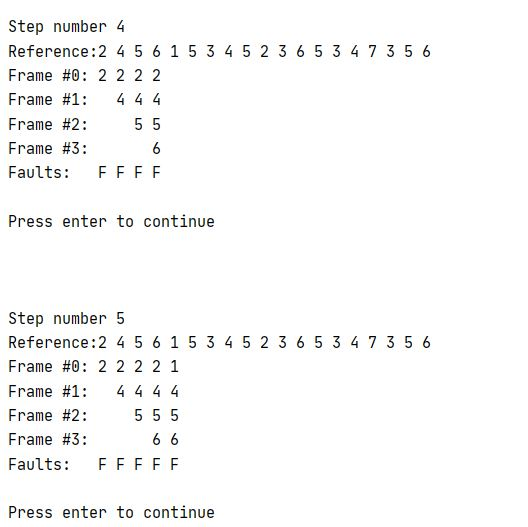 Step number 4
Reference:2 4 5 6 1 5 3 4 5 2 3 6 5 3 4 7 3 5 6
Frame #0: 2 2 2 2
Frame #1:   4 4 4
Frame #2:     5 5
Frame #3:       6
Faults:   F F F F
Press enter to continue
Step number 5
Reference:2 4 5 6 1 5 3 4 5 2 3 6 5 3 4 7 3 5 6
Frame #0: 2 2 2 2 1
Frame #1:   4 4 4 4
Frame #2:     5 5 5
Frame #3:       6 6
Faults:   F F F F F
Press enter to continue